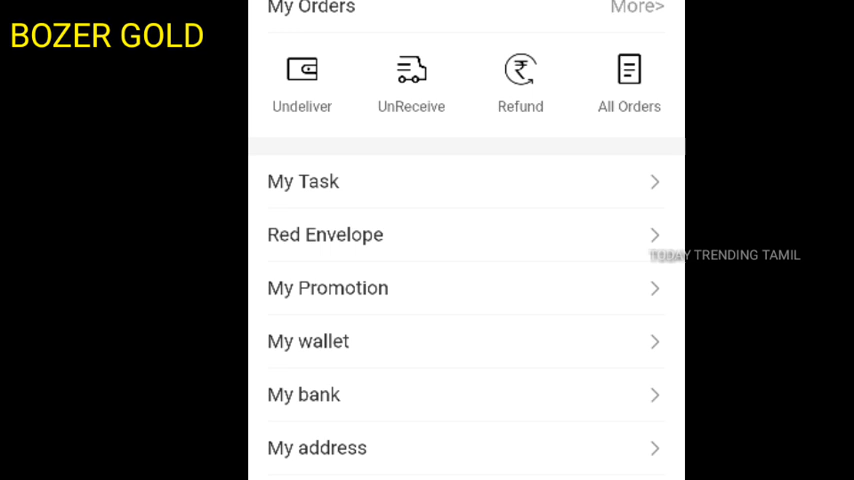 BOZER GOLD
My Orders More>
Undeliver UnReceive Refund All Orders
My Task
Red Envelope
TODAY TRENDING TAMIL
My Promotion
My wallet
My bank
My address